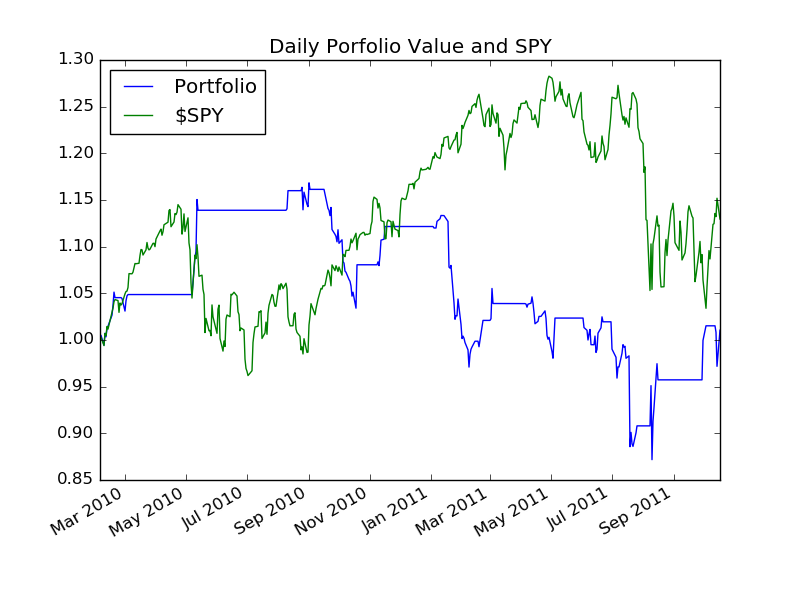 Daily Porfolio Value and SPY
1.30
1.25
1.20
1.15
1.10
1.05
1.00
0.95
0.90
0.85
Portfolio
$SPY
Mar 2010
May 2010
Jul 2010
Sep 2010
Nov 2010
Jan 2011
Mar 2011
May 2011
Jul 2011
Sep 2011